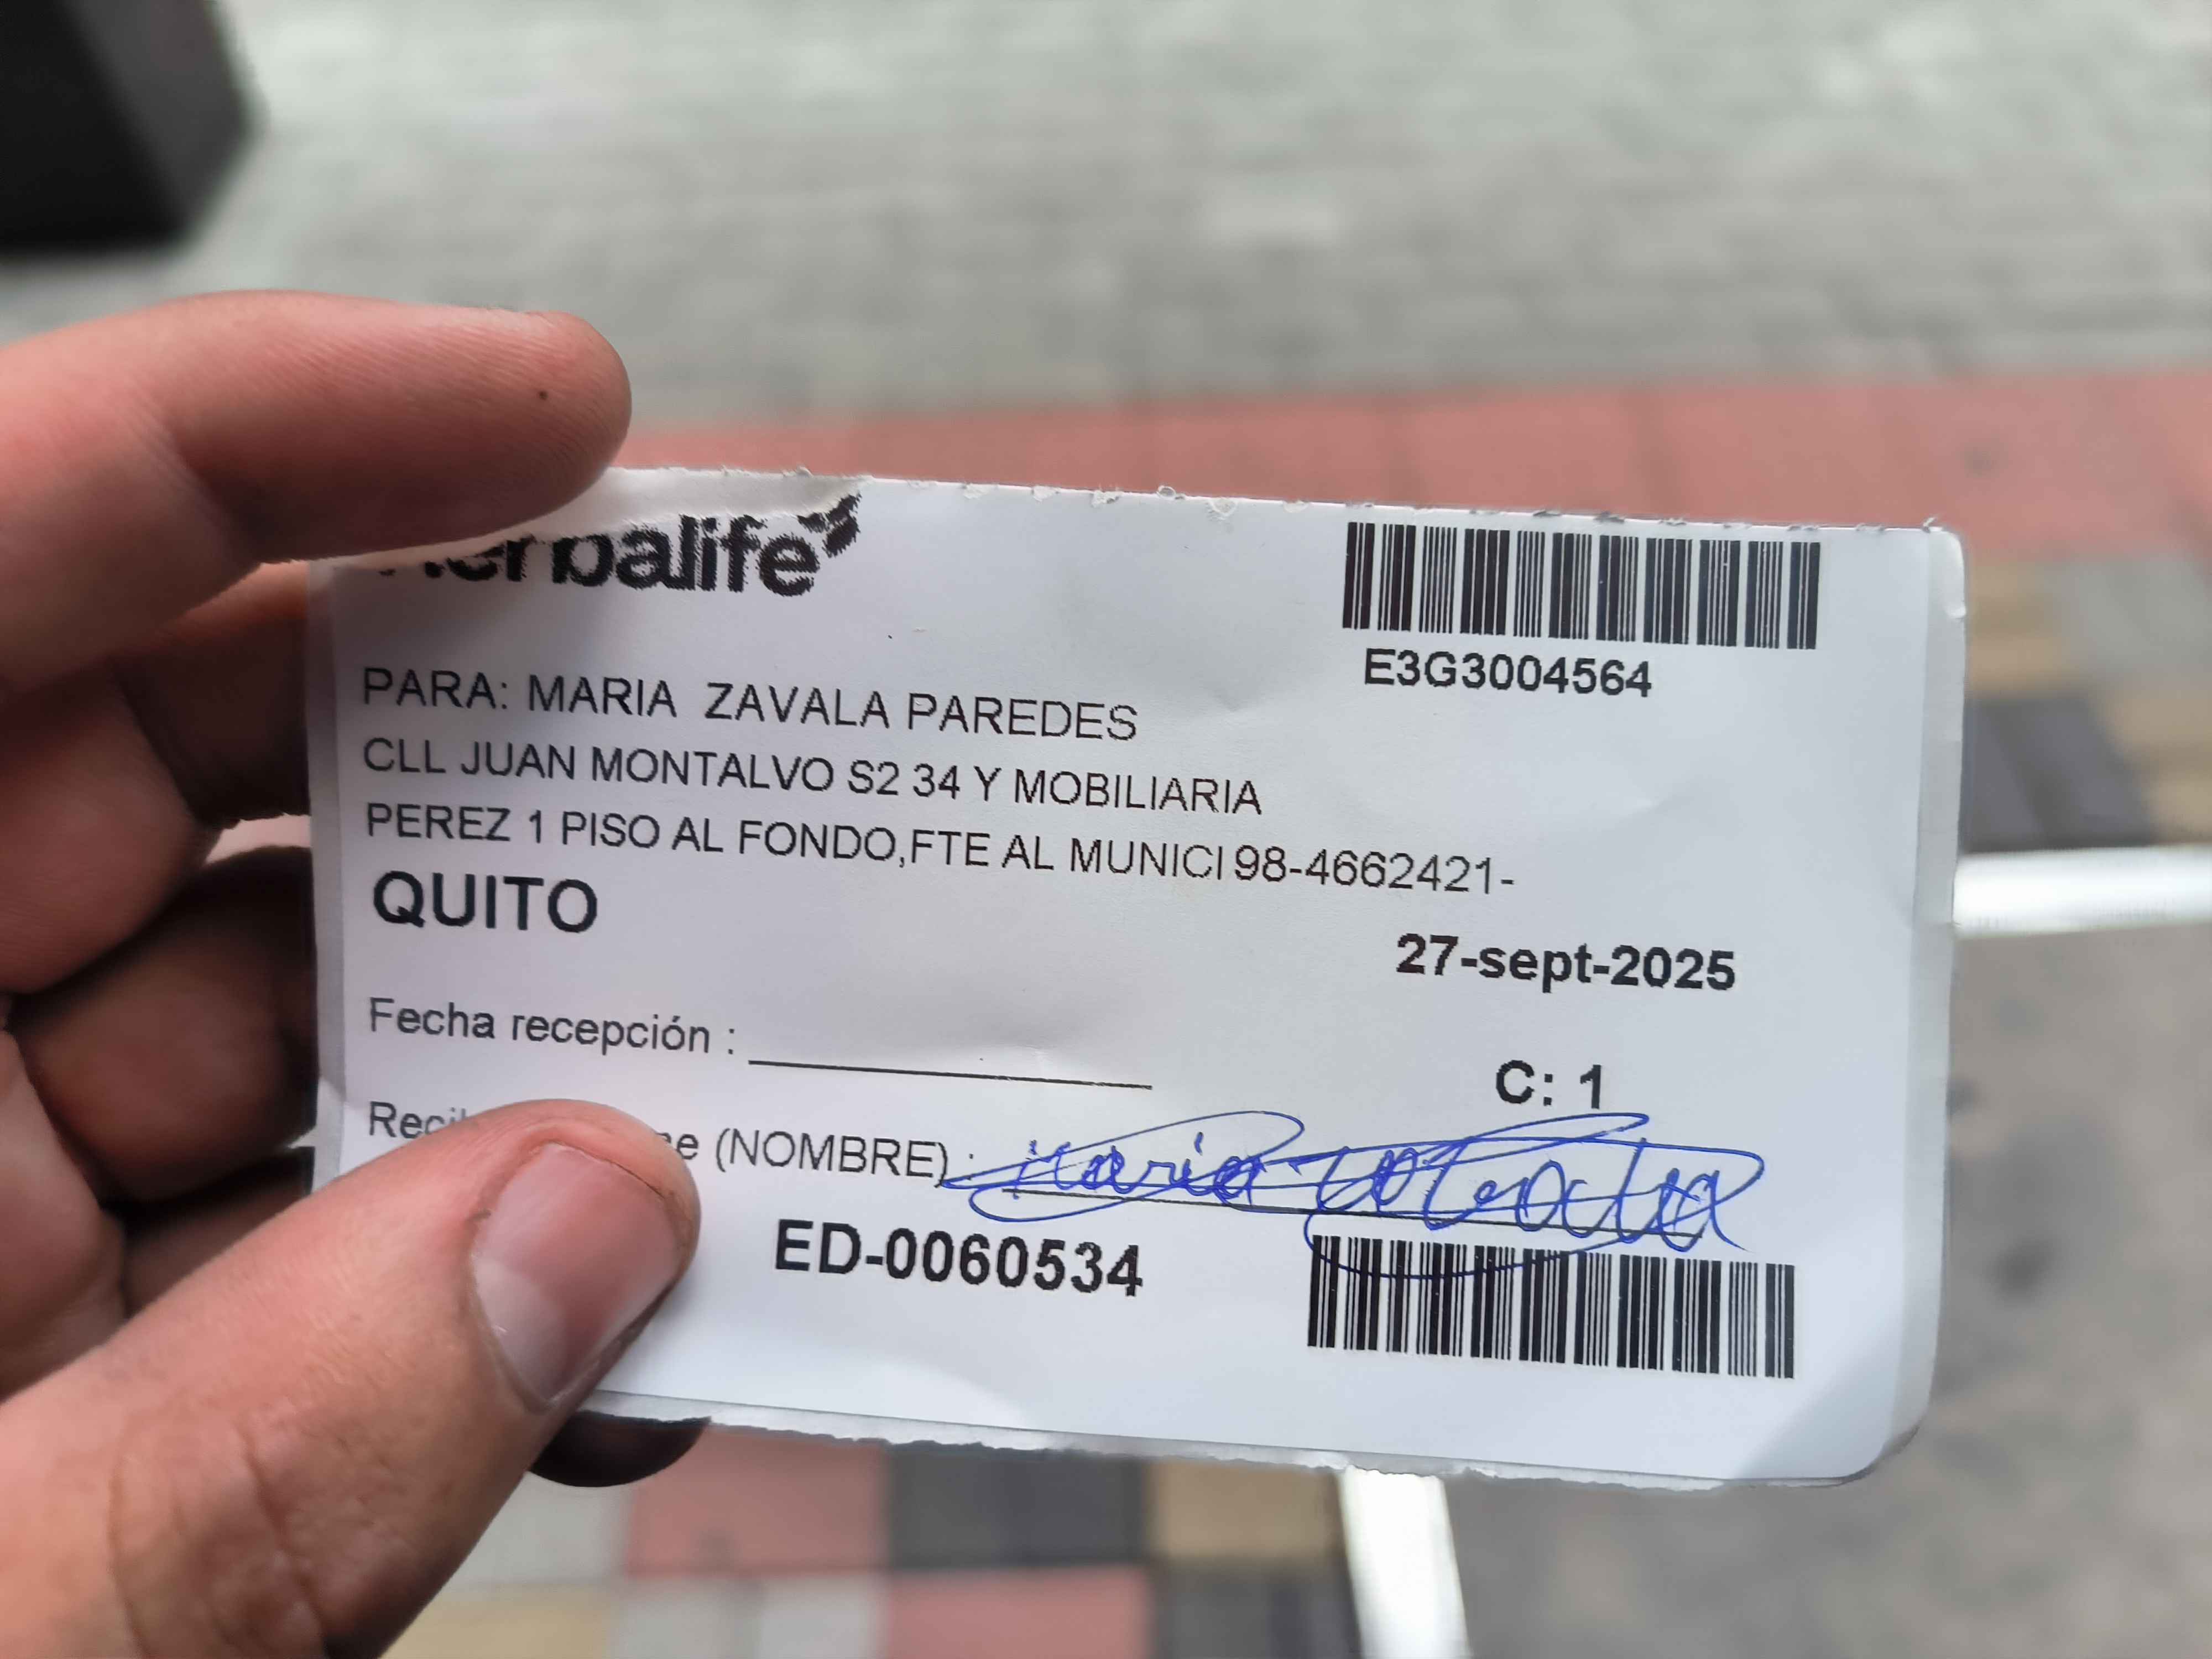 Herbalife
E3G3004564
PARA: MARIA ZAVALA PAREDES
CLL JUAN MONTALVO S2 34 Y MOBILIARIA
PEREZ 1 PISO AL FONDO,FTE AL MUNICI 98-4662421-
QUITO
27-sept-2025
Fecha recepción :
C: 1
(NOMBRE) :
ED-0060534